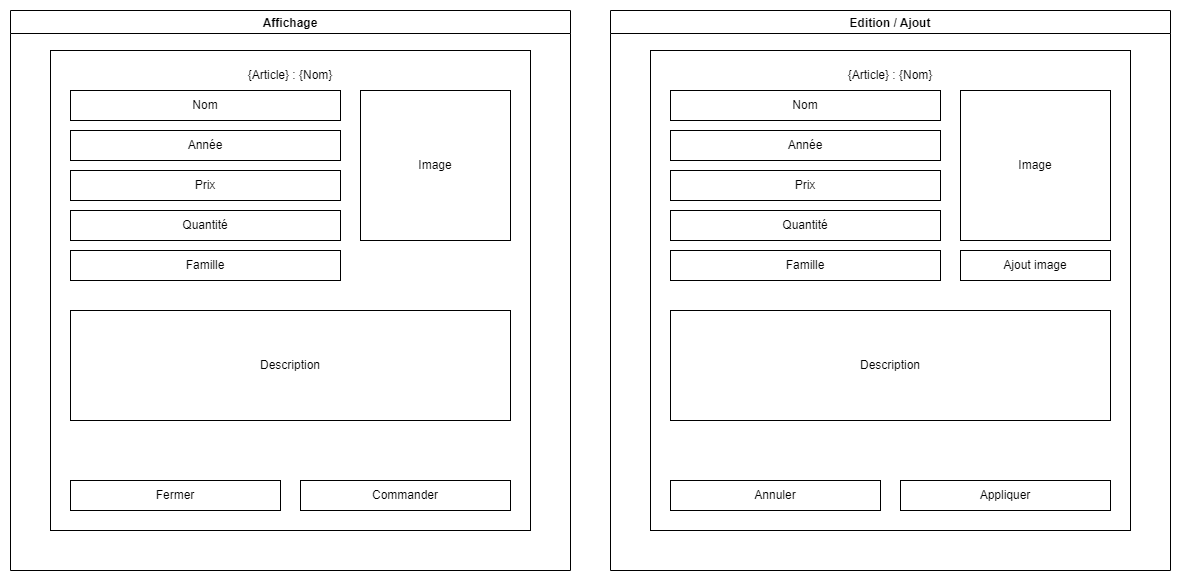 Affichage
{Article} : {Nom}
Nom
Année
Prix
Quantité
Famille
Image
Description
Fermer
Commander
Edition / Ajout
{Article} : {Nom}
Nom
Année
Prix
Quantité
Famille
Image
Ajout image
Description
Annuler
Appliquer